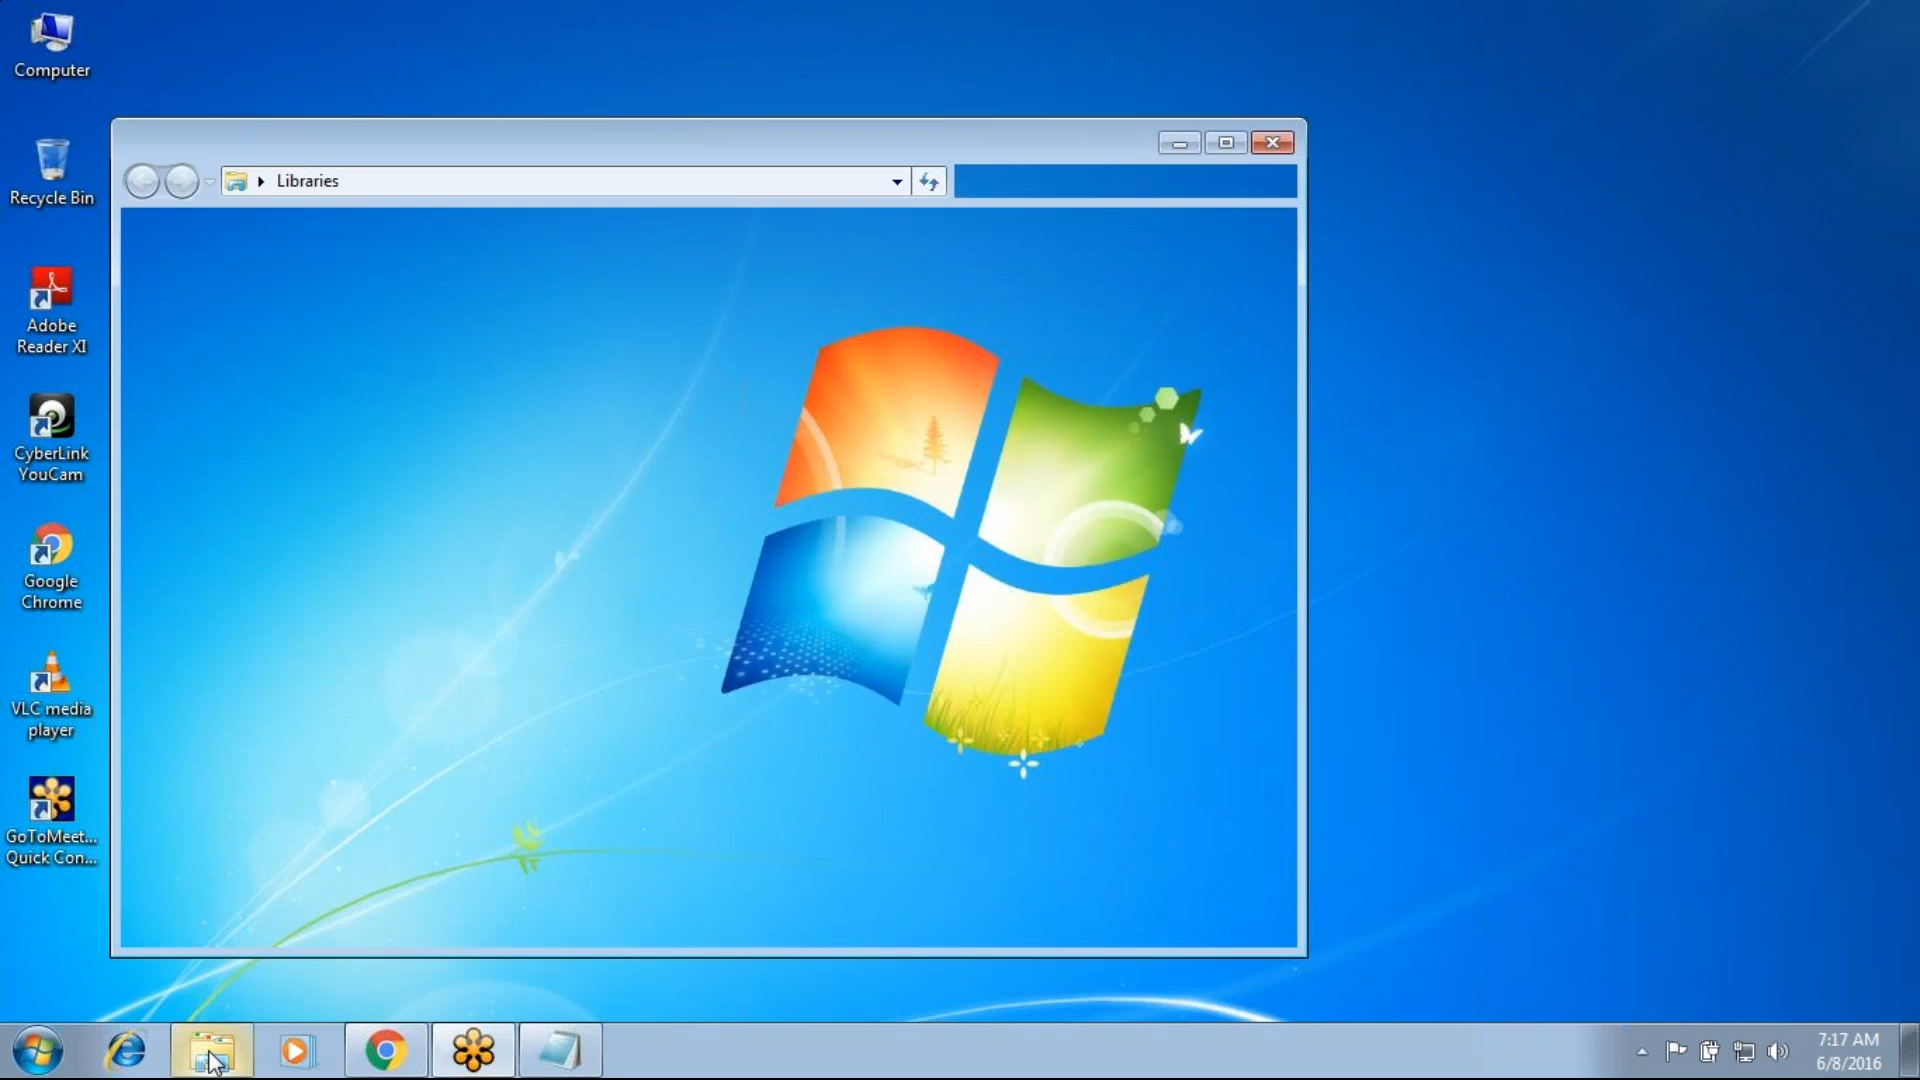 Computer
Recycle Bin
Adobe
Reader XI
CyberLink
YouCam
Google
Chrome
VLC media
player
GoToMeet...
Quick Con...
Libraries
7:17 AM
6/8/2016